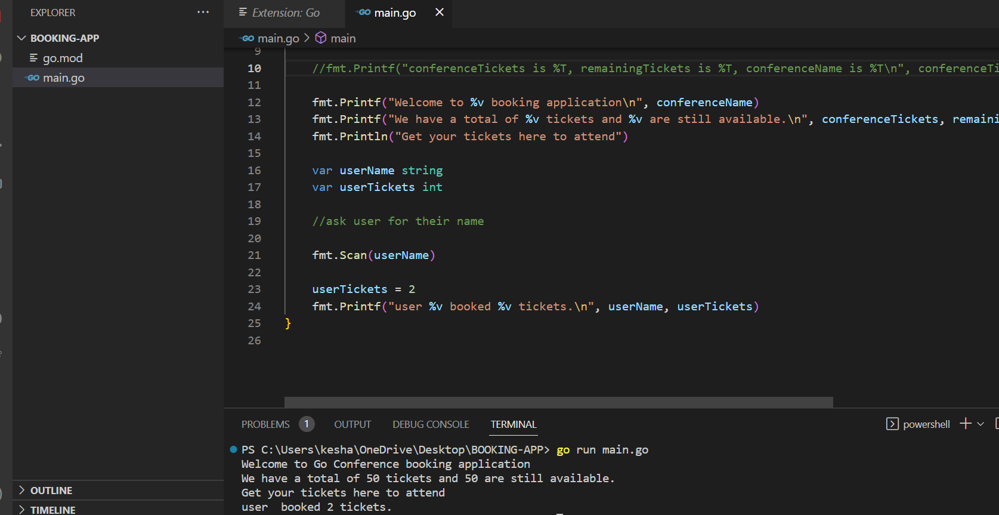 EXPLORER ...
BOOKING-APP
go.mod
GO main.go
OUTLINE
TIMELINE
Extension: Go
GO main.go
GO main.go > main
9
10 //fmt.Printf("conferenceTickets is %T, remainingTickets is %T, conferenceName is %T\n", conferenceTi
11
12 fmt.Printf("Welcome to %v booking application\n", conferenceName)
13 fmt.Printf("We have a total of %v tickets and %v are still available.\n", conferenceTickets, remaini
14 fmt.Println("Get your tickets here to attend")
15
16 var userName string
17 var userTickets int
18
19 //ask user for their name
20
21 fmt.Scan(userName)
22
23 userTickets = 2
24 fmt.Printf("user %v booked %v tickets.\n", userName, userTickets)
25 }
26
PROBLEMS 1 OUTPUT DEBUG CONSOLE TERMINAL powershell
PS C:\Users\kesha\OneDrive\Desktop\BOOKING-APP> go run main.go
Welcome to Go Conference booking application
We have a total of 50 tickets and 50 are still available.
Get your tickets here to attend
user  booked 2 tickets.